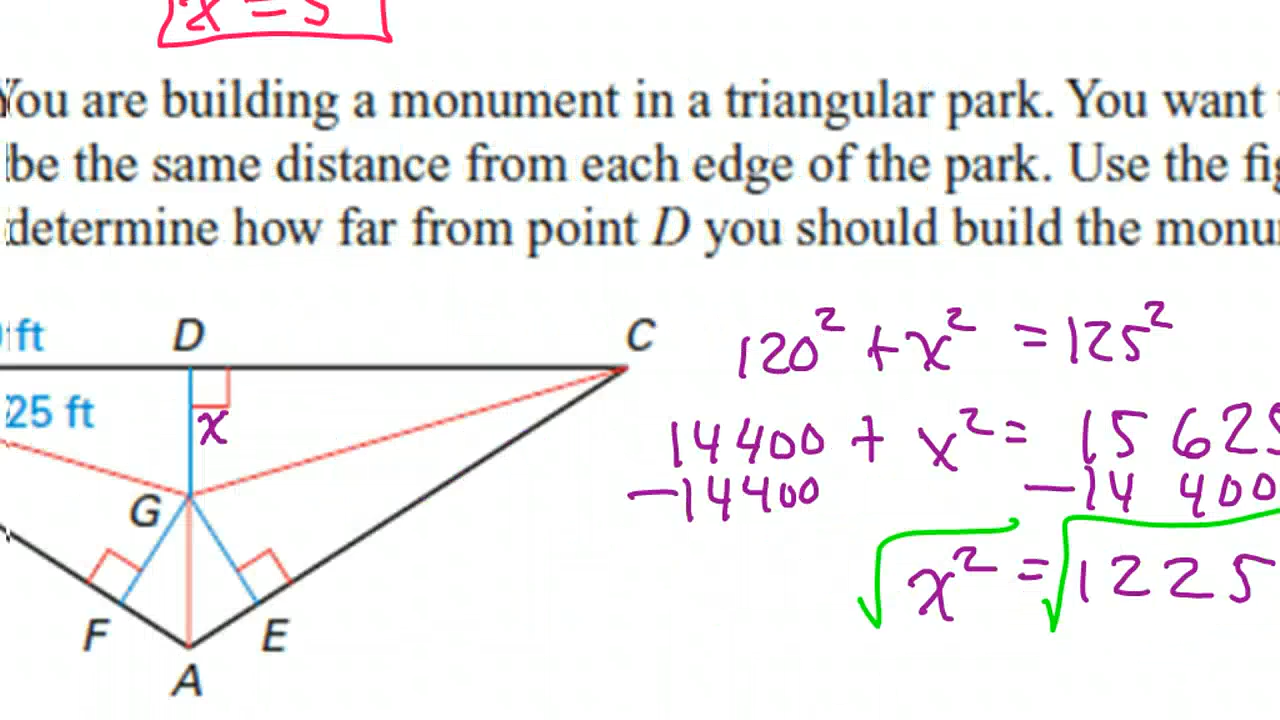 x = 5
You are building a monument in a triangular park. You want
be the same distance from each edge of the park. Use the
determine how far from point D you should build the
ft D C
25 ft
x
G
F E
A
120² + x² = 125²
14400 + x² = 15625
-14400 -14 400
√x² = √1225